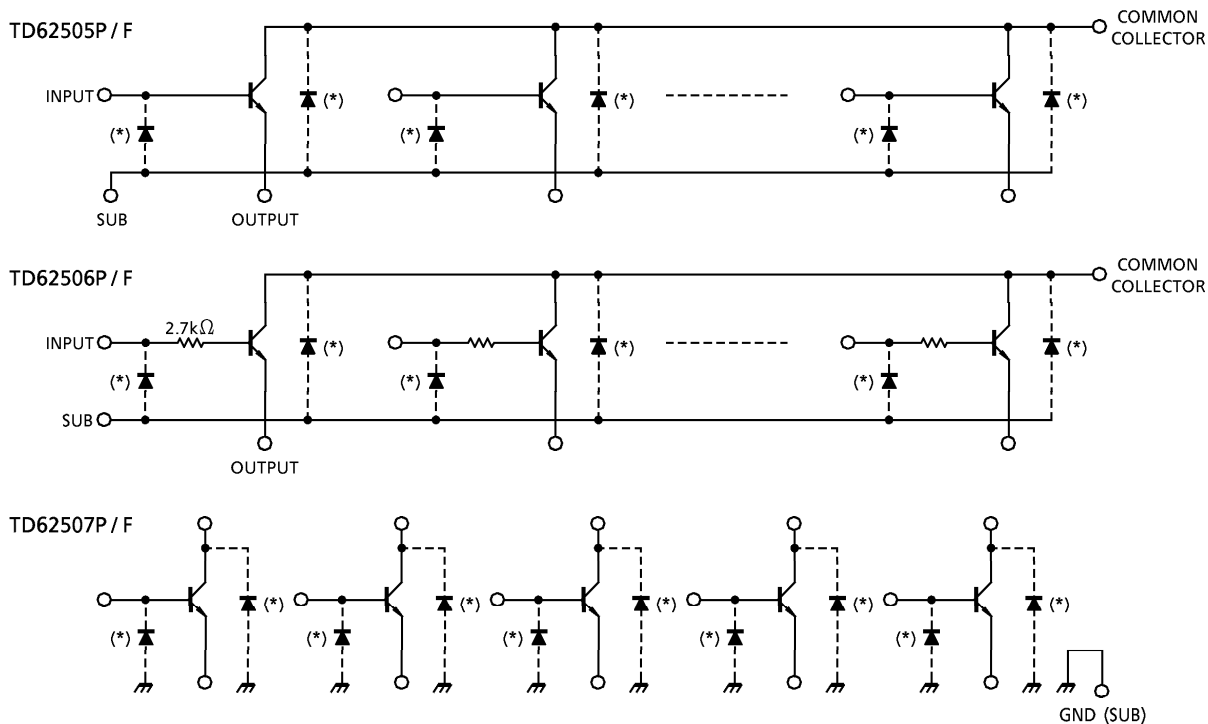 TD62505P / F
COMMON
COLLECTOR
INPUT
(*)
(*)
(*)
(*)
(*)
(*)
SUB
OUTPUT
TD62506P / F
COMMON
COLLECTOR
2.7kΩ
INPUT
(*)
(*)
(*)
(*)
(*)
(*)
SUB
OUTPUT
TD62507P / F
(*)
(*)
(*)
(*)
(*)
(*)
(*)
(*)
(*)
(*)
GND (SUB)